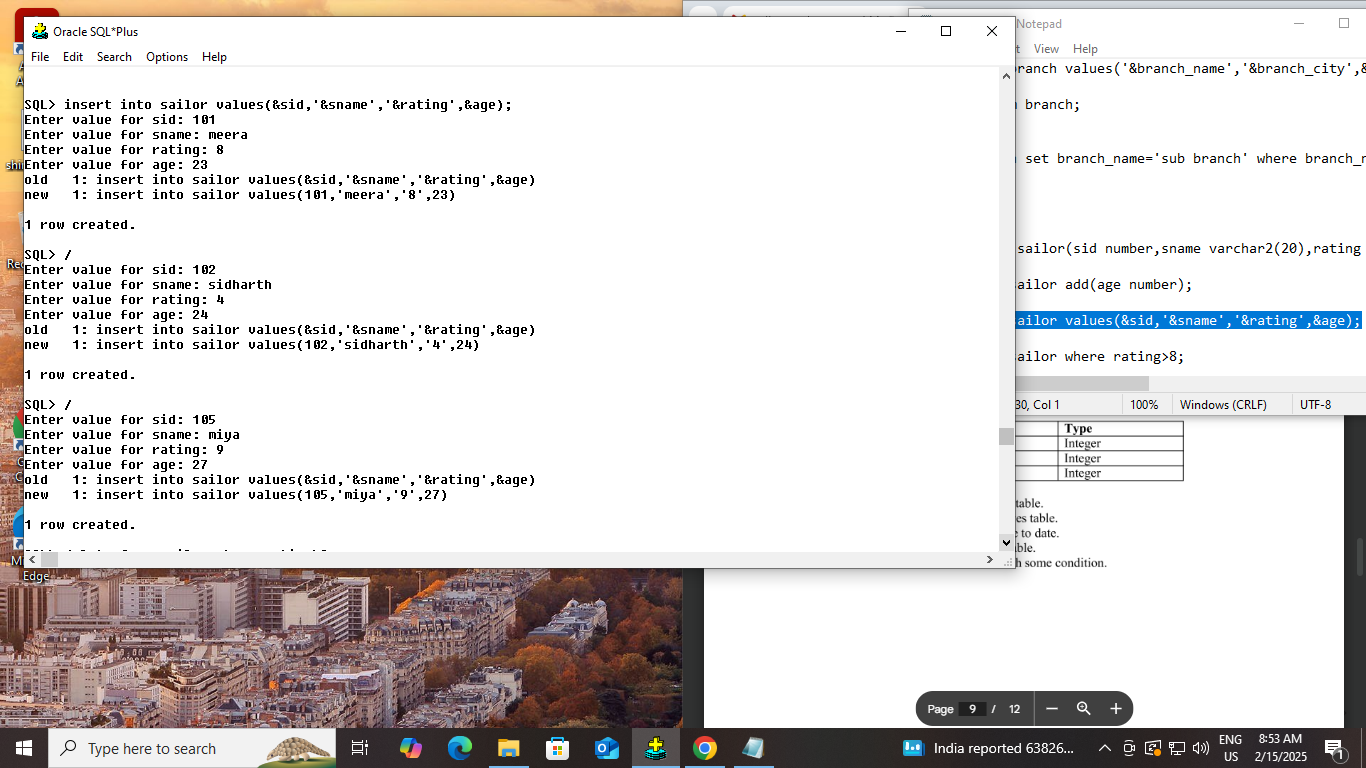 Oracle SQL*Plus
File Edit Search Options Help
SQL> insert into sailor values(&sid,'&sname','&rating',&age);
Enter value for sid: 101
Enter value for sname: meera
Enter value for rating: 8
Enter value for age: 23
old   1: insert into sailor values(&sid,'&sname','&rating',&age)
new   1: insert into sailor values(101,'meera','8',23)
1 row created.
SQL> /
Enter value for sid: 102
Enter value for sname: sidharth
Enter value for rating: 4
Enter value for age: 24
old   1: insert into sailor values(&sid,'&sname','&rating',&age)
new   1: insert into sailor values(102,'sidharth','4',24)
1 row created.
SQL> /
Enter value for sid: 105
Enter value for sname: miya
Enter value for rating: 9
Enter value for age: 27
old   1: insert into sailor values(&sid,'&sname','&rating',&age)
new   1: insert into sailor values(105,'miya','9',27)
1 row created.
Edge
Notepad
View Help
branch values('&branch_name','&branch_city',&
branch;
set branch_name='sub branch' where branch_n
sailor(sid number,sname varchar2(20),rating
ailor add(age number);
ailor values(&sid,'&sname','&rating',&age);
ailor where rating>8;
30, Col 1 100% Windows (CRLF) UTF-8
Type
Integer
Integer
Integer
table.
es table.
e to date.
ble.
h some condition.
Page 9 / 12
Type here to search
India reported 63826...
ENG
US
8:53 AM
2/15/2025
1